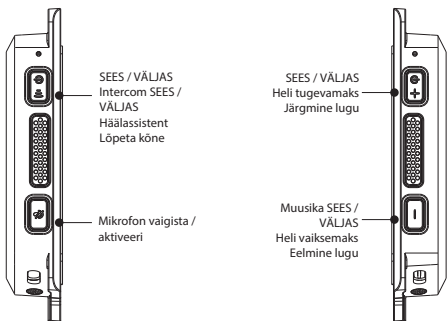 SEES / VÄLJAS
Intercom SEES /
VÄLJAS
Häälassistent
Lõpeta kõne
Mikrofon vaigista /
aktiveeri
SEES / VÄLJAS
Heli tugevamaks
Järgmine lugu
Muusika SEES /
VÄLJAS
Heli vaiksemaks
Eelmine lugu